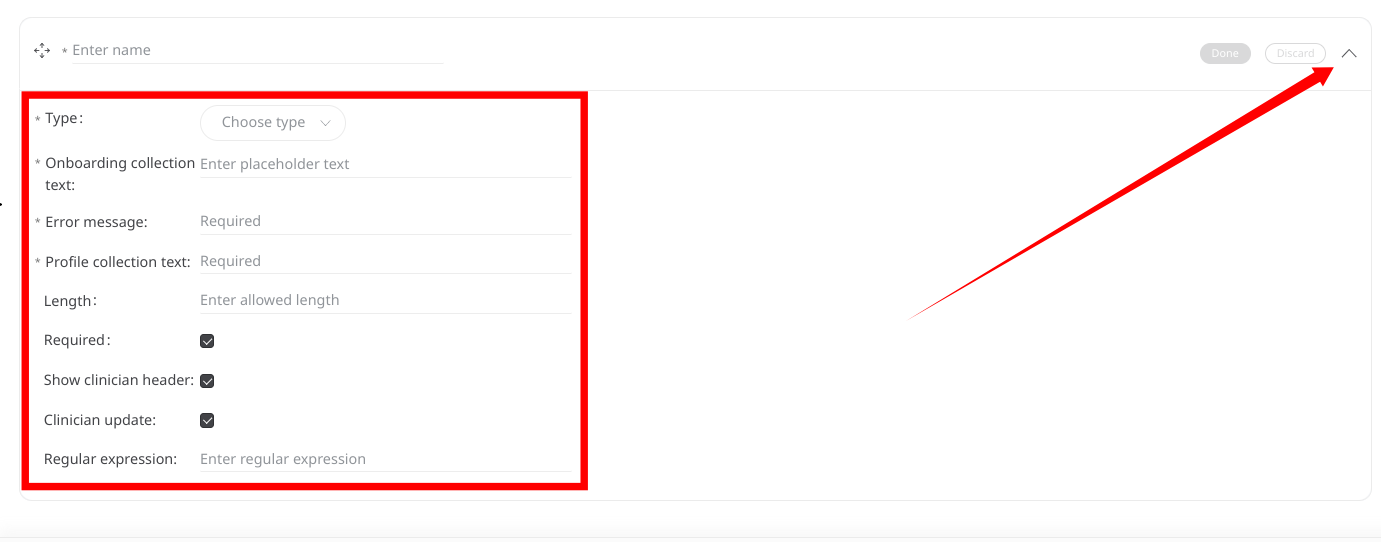 * Enter name
Done
Discard
* Type:
Choose type
* Onboarding collection
text:
Enter placeholder text
* Error message:
Required
* Profile collection text:
Required
Length:
Enter allowed length
Required:
Show clinician header:
Clinician update:
Regular expression:
Enter regular expression